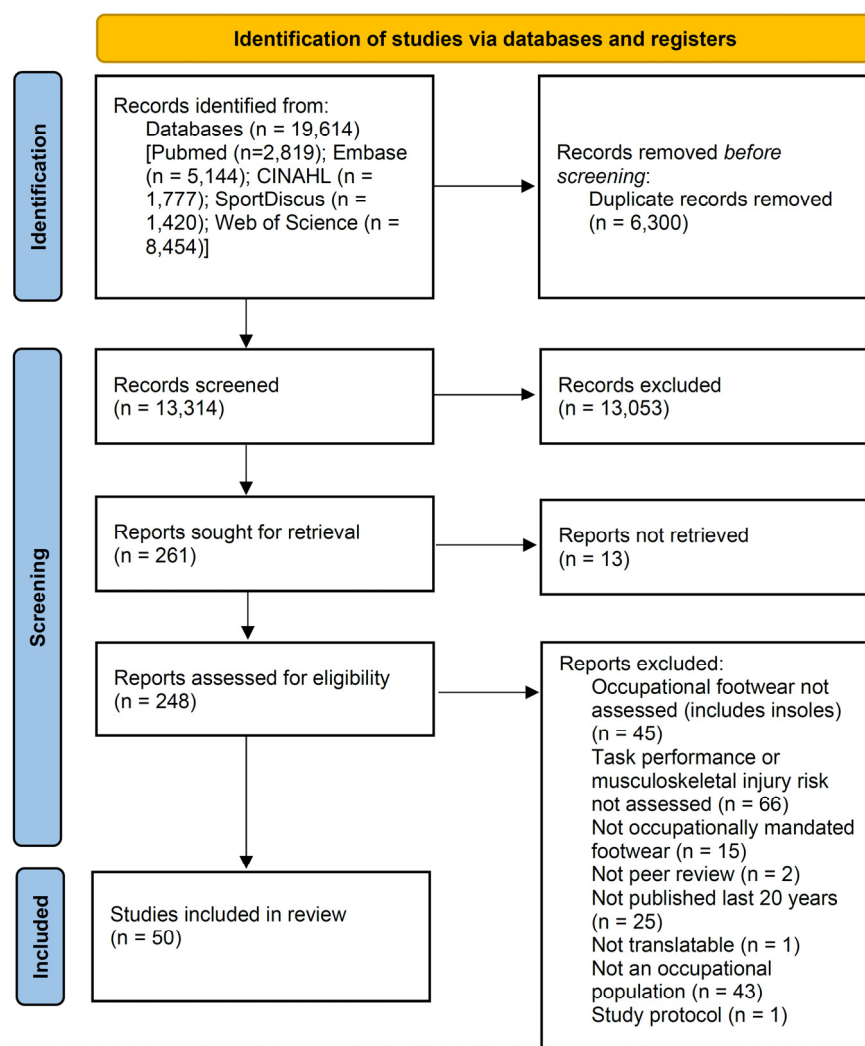 Identification of studies via databases and registers
Identification
Records identified from:
Databases (n = 19,614)
[Pubmed (n=2,819); Embase
(n = 5,144); CINAHL (n =
1,777); SportDiscus (n =
1,420); Web of Science (n =
8,454)]
Records removed before
screening:
Duplicate records removed
(n = 6,300)
Screening
Records screened
(n = 13,314)
Records excluded
(n = 13,053)
Reports sought for retrieval
(n = 261)
Reports not retrieved
(n = 13)
Reports assessed for eligibility
(n = 248)
Reports excluded:
Occupational footwear not
assessed (includes insoles)
(n = 45)
Task performance or
musculoskeletal injury risk
not assessed (n = 66)
Not occupationally mandated
footwear (n = 15)
Not peer review (n = 2)
Not published last 20 years
(n = 25)
Not translatable (n = 1)
Not an occupational
population (n = 43)
Study protocol (n = 1)
Included
Studies included in review
(n = 50)